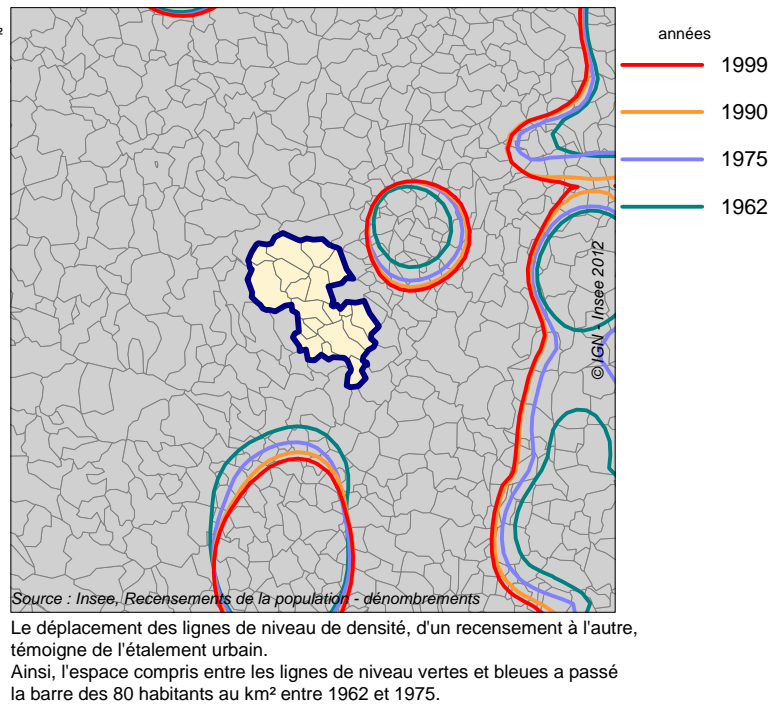 ²
années
1999
1990
1975
1962
© IGN - Insee 2012
Source : Insee, Recensements de la population - dénombrements
Le déplacement des lignes de niveau de densité, d'un recensement à l'autre,
témoigne de l'étalement urbain.
Ainsi, l'espace compris entre les lignes de niveau vertes et bleues a passé
la barre des 80 habitants au km² entre 1962 et 1975.